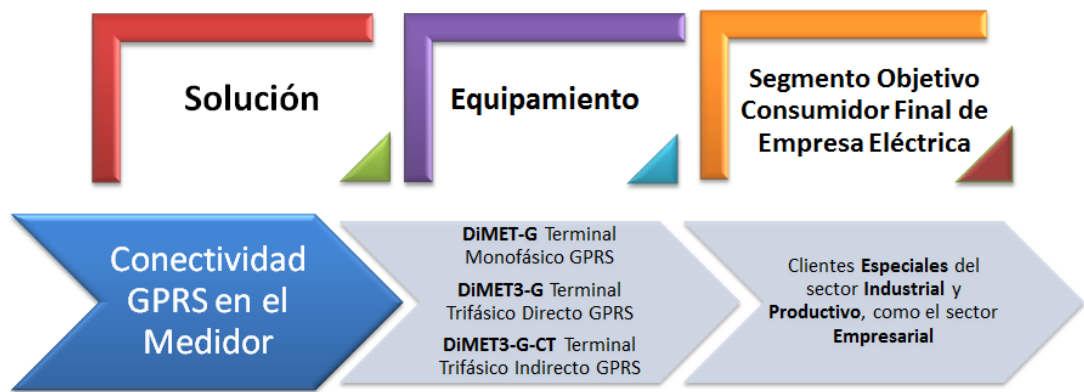 Solución
Equipamiento
Segmento Objetivo
Consumidor Final de
Empresa Eléctrica
Conectividad
GPRS en el
Medidor
DiMET-G Terminal
Monofásico GPRS
DiMET3-G Terminal
Trifásico Directo GPRS
DiMET3-G-CT Terminal
Trifásico Indirecto GPRS
Clientes Especiales del
sector Industrial y
Productivo, como el sector
Empresarial